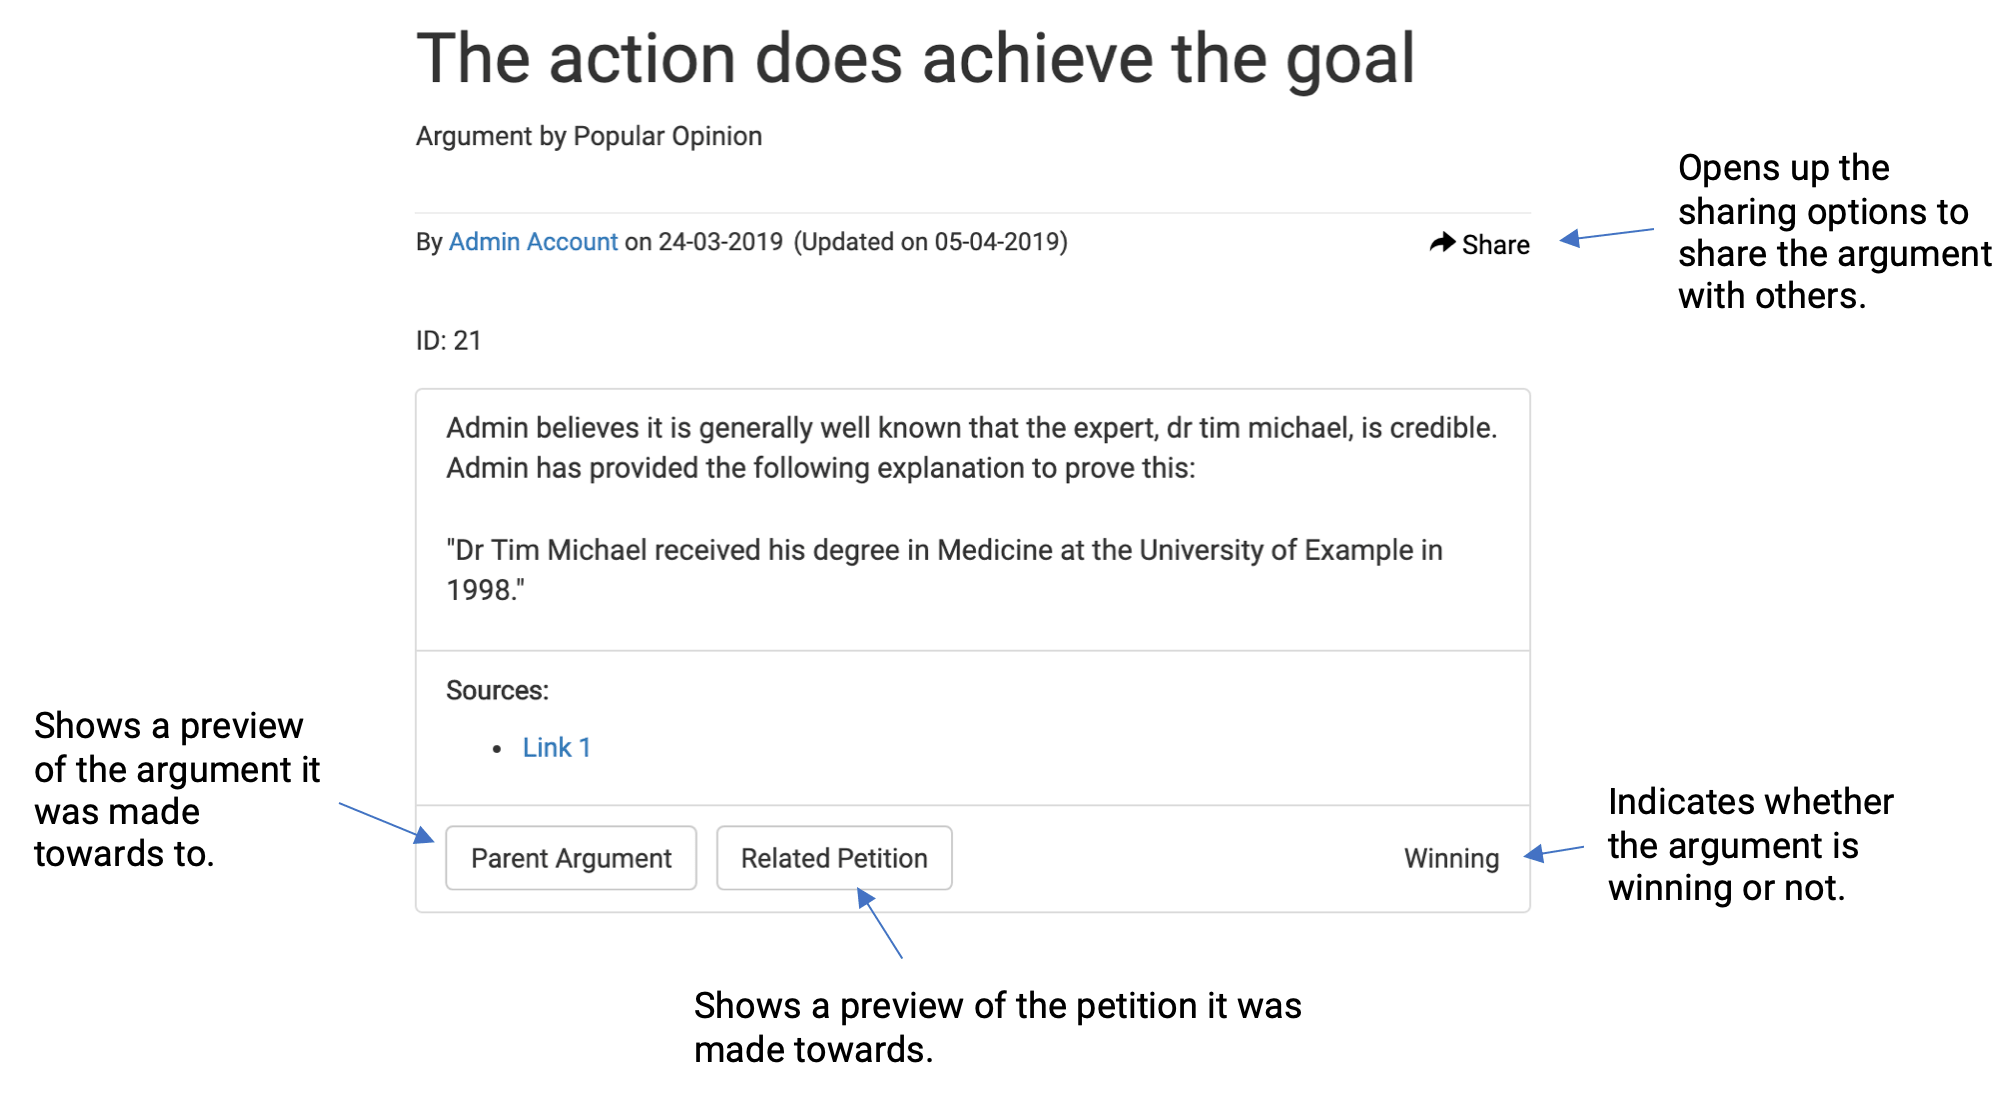 The action does achieve the goal
Argument by Popular Opinion
By Admin Account on 24-03-2019 (Updated on 05-04-2019)
Share
Opens up the
sharing options to
share the argument
with others.
ID: 21
Admin believes it is generally well known that the expert, dr tim michael, is credible.
Admin has provided the following explanation to prove this:
"Dr Tim Michael received his degree in Medicine at the University of Example in
1998."
Sources:
Link 1
Shows a preview
of the argument it
was made
towards to.
Parent Argument
Related Petition
Winning
Indicates whether
the argument is
winning or not.
Shows a preview of the petition it was
made towards.